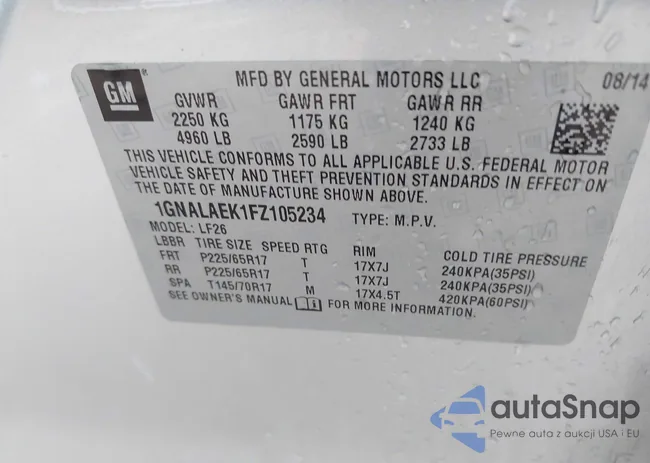 GM ® MFD BY GENERAL MOTORS LLC 08/14
GVWR GAWR FRT GAWR RR
2250 KG 1175 KG 1240 KG
4960 LB 2590 LB 2733 LB
THIS VEHICLE CONFORMS TO ALL APPLICABLE U.S. FEDERAL MOTOR
VEHICLE SAFETY AND THEFT PREVENTION STANDARDS IN EFFECT ON
THE DATE OF MANUFACTURE SHOWN ABOVE.
1GNALAEK1FZ105234 TYPE: M.P.V.
MODEL: LF26
LBBR TIRE SIZE SPEED RTG RIM COLD TIRE PRESSURE
FRT P225/65R17 T 17X7J 240KPA(35PSI)
RR P225/65R17 T 17X7J 240KPA(35PSI)
SPA T145/70R17 M 17X4.5T 420KPA(60PSI)
SEE OWNER'S MANUAL FOR MORE INFORMATION.
autaSnap
Pewne auta z aukcji USA i EU